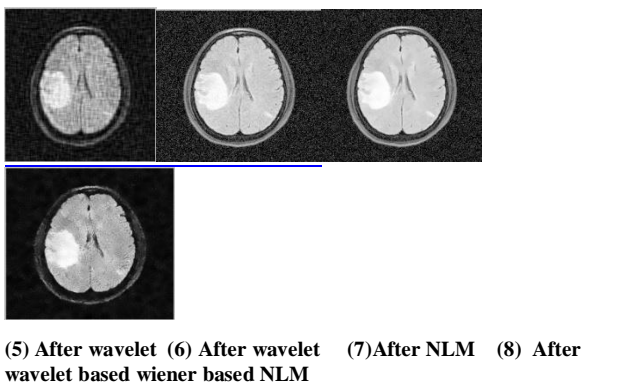 (5) After wavelet (6) After wavelet (7)After NLM (8) After
wavelet based wiener based NLM